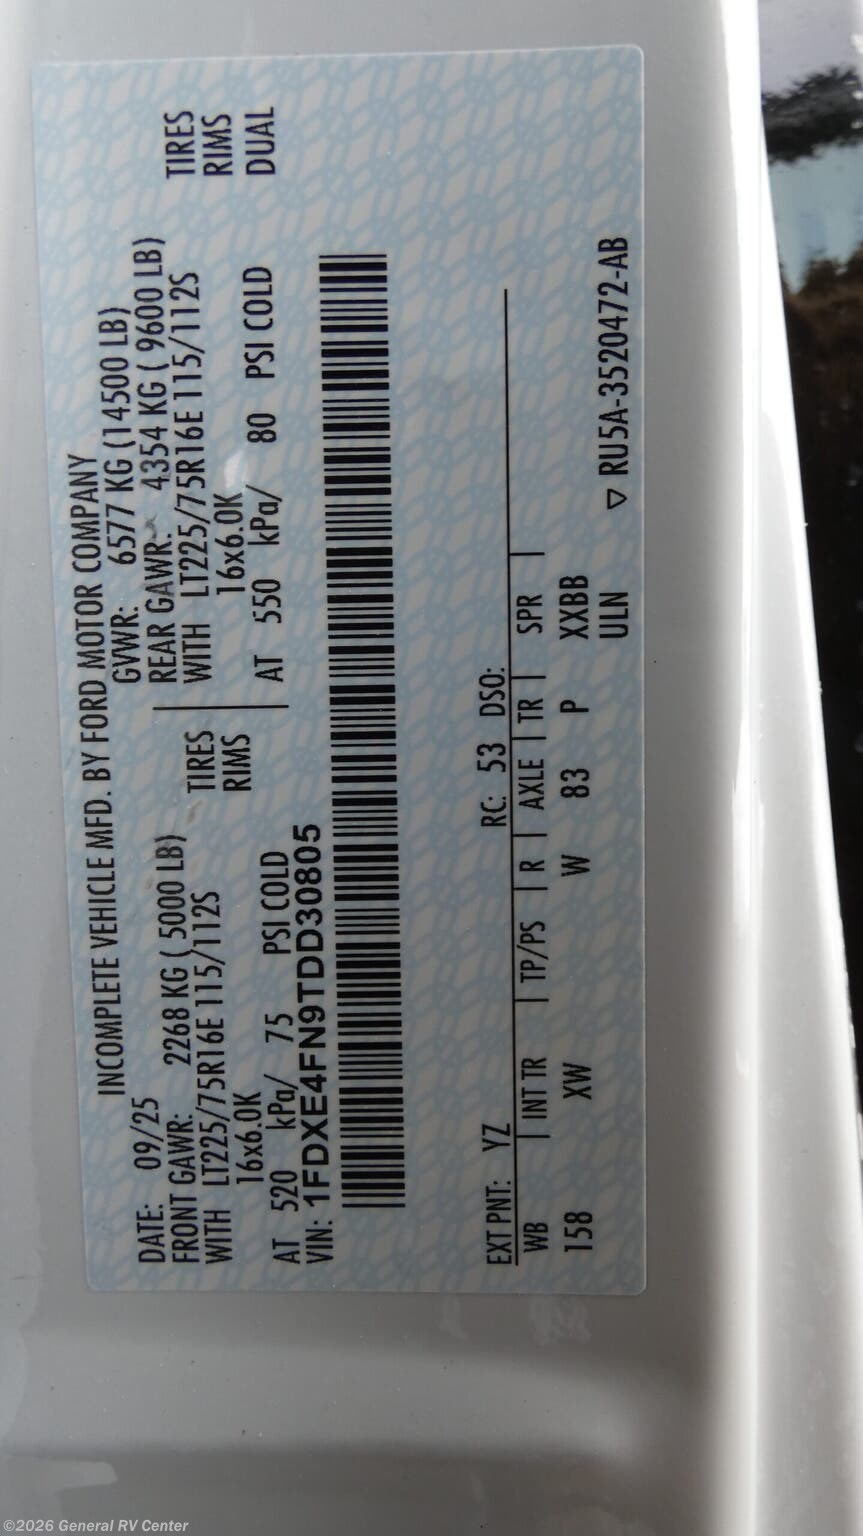 INCOMPLETE VEHICLE MFD. BY FORD MOTOR COMPANY
DATE: 09/25 GVWR: 6577 KG (14500 LB)
FRONT GAWR: 2268 KG ( 5000 LB) REAR GAWR: 4354 KG ( 9600 LB)
WITH LT225/75R16E 115/112S TIRES WITH LT225/75R16E 115/112S TIRES
16x6.0K RIMS 16x6.0K RIMS
AT 520 kPa/ 75 PSI COLD AT 550 kPa/ 80 PSI COLD DUAL
VIN: 1FDXE4FN9TDD30805
EXT PNT: YZ RC: 53 DSO:
WB INT TR TP/PS R AXLE TR SPR
158 XW W 83 P XXBB
ULN ▽ RU5A-3520472-AB
©2026 General RV Center